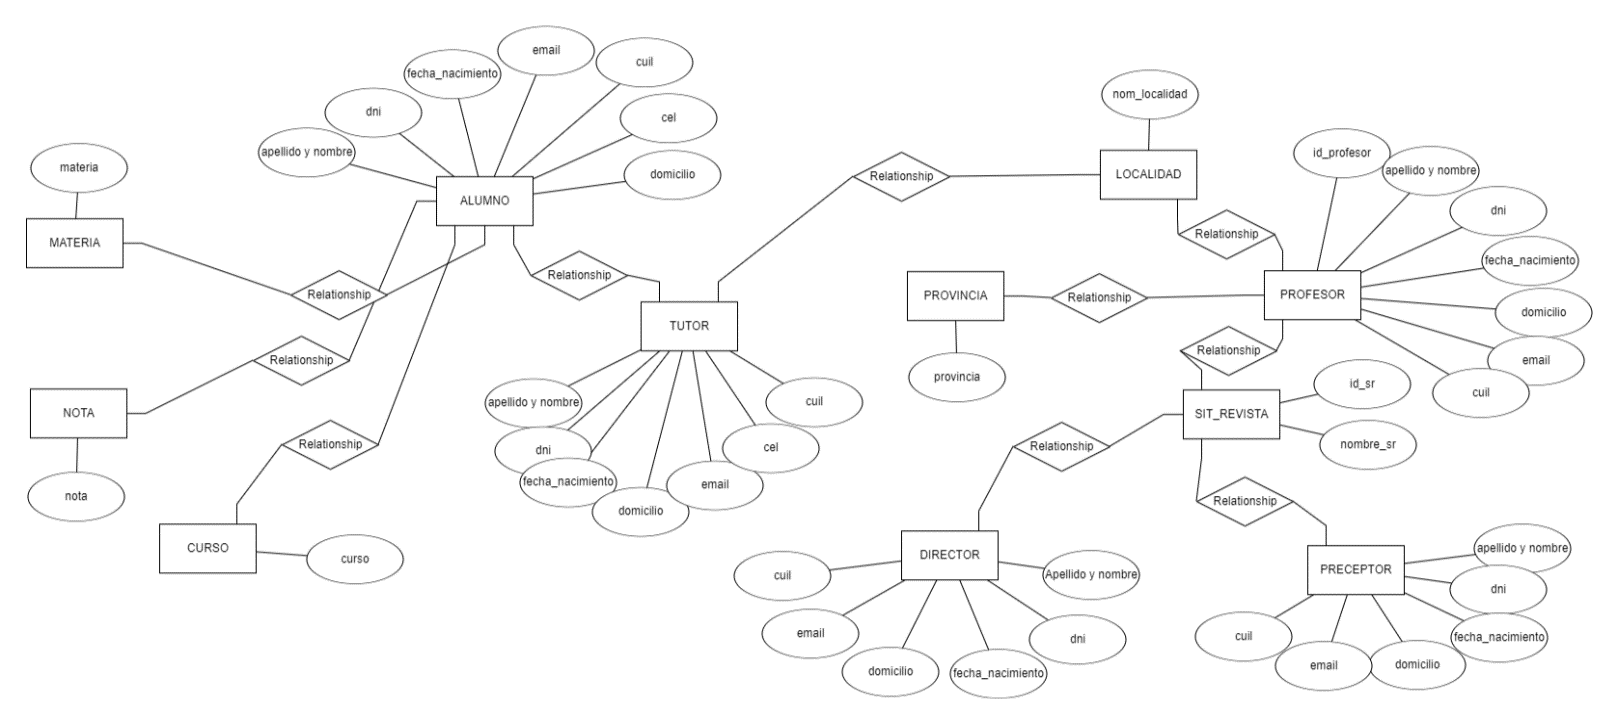 email
cuil
fecha_nacimiento
nom_localidad
dni
cel
apellido y nombre
id_profesor
materia
domicilio
Relationship
LOCALIDAD
apellido y nombre
ALUMNO
dni
MATERIA
Relationship
fecha_nacimiento
Relationship
Relationship
PROVINCIA
Relationship
PROFESOR
domicilio
TUTOR
Relationship
Relationship
email
provincia
id_sr
cuil
apellido y nombre
cuil
NOTA
SIT_REVISTA
Relationship
Relationship
nombre_sr
dni
cel
fecha_nacimiento
email
nota
domicilio
Relationship
CURSO
curso
DIRECTOR
apellido y nombre
cuil
Apellido y nombre
PRECEPTOR
dni
email
dni
cuil
fecha_nacimiento
domicilio
fecha_nacimiento
email
domicilio